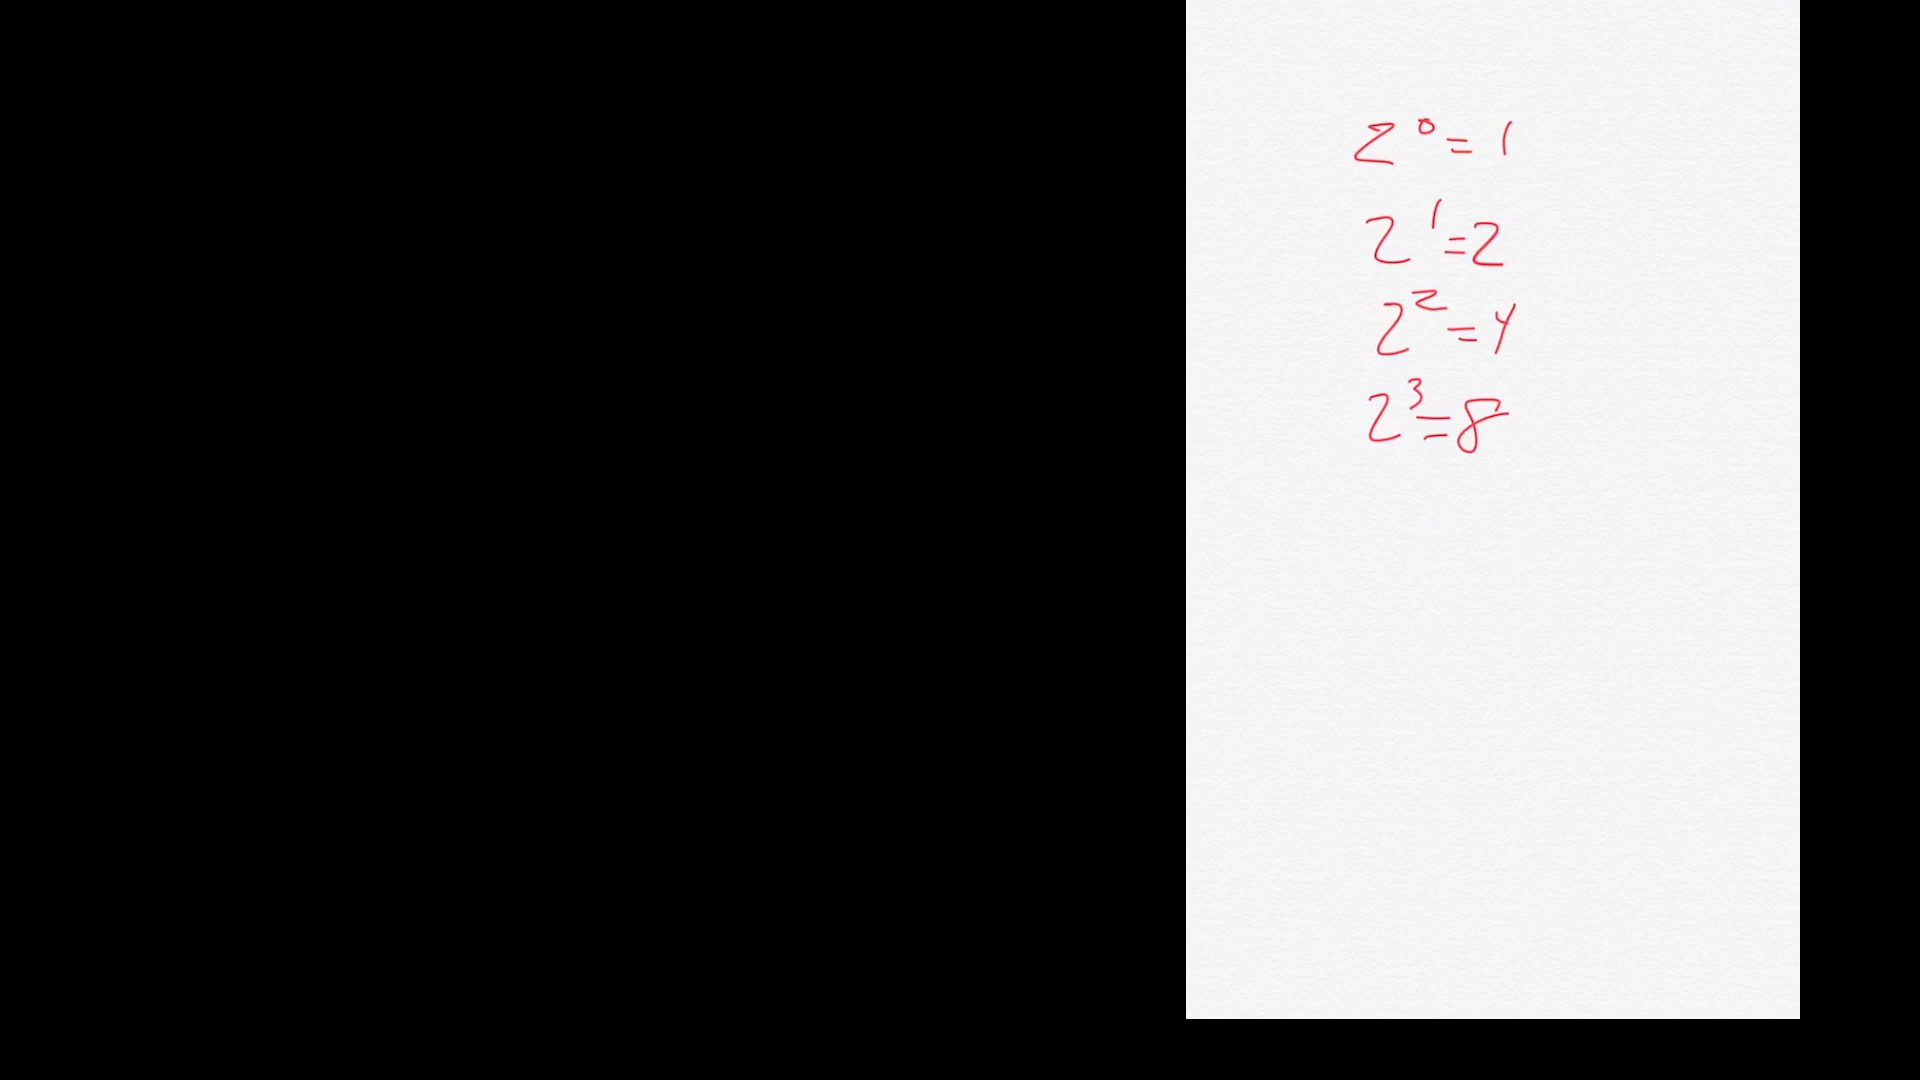 2⁰ = 1
2¹ = 2
2² = 4
2³ = 8